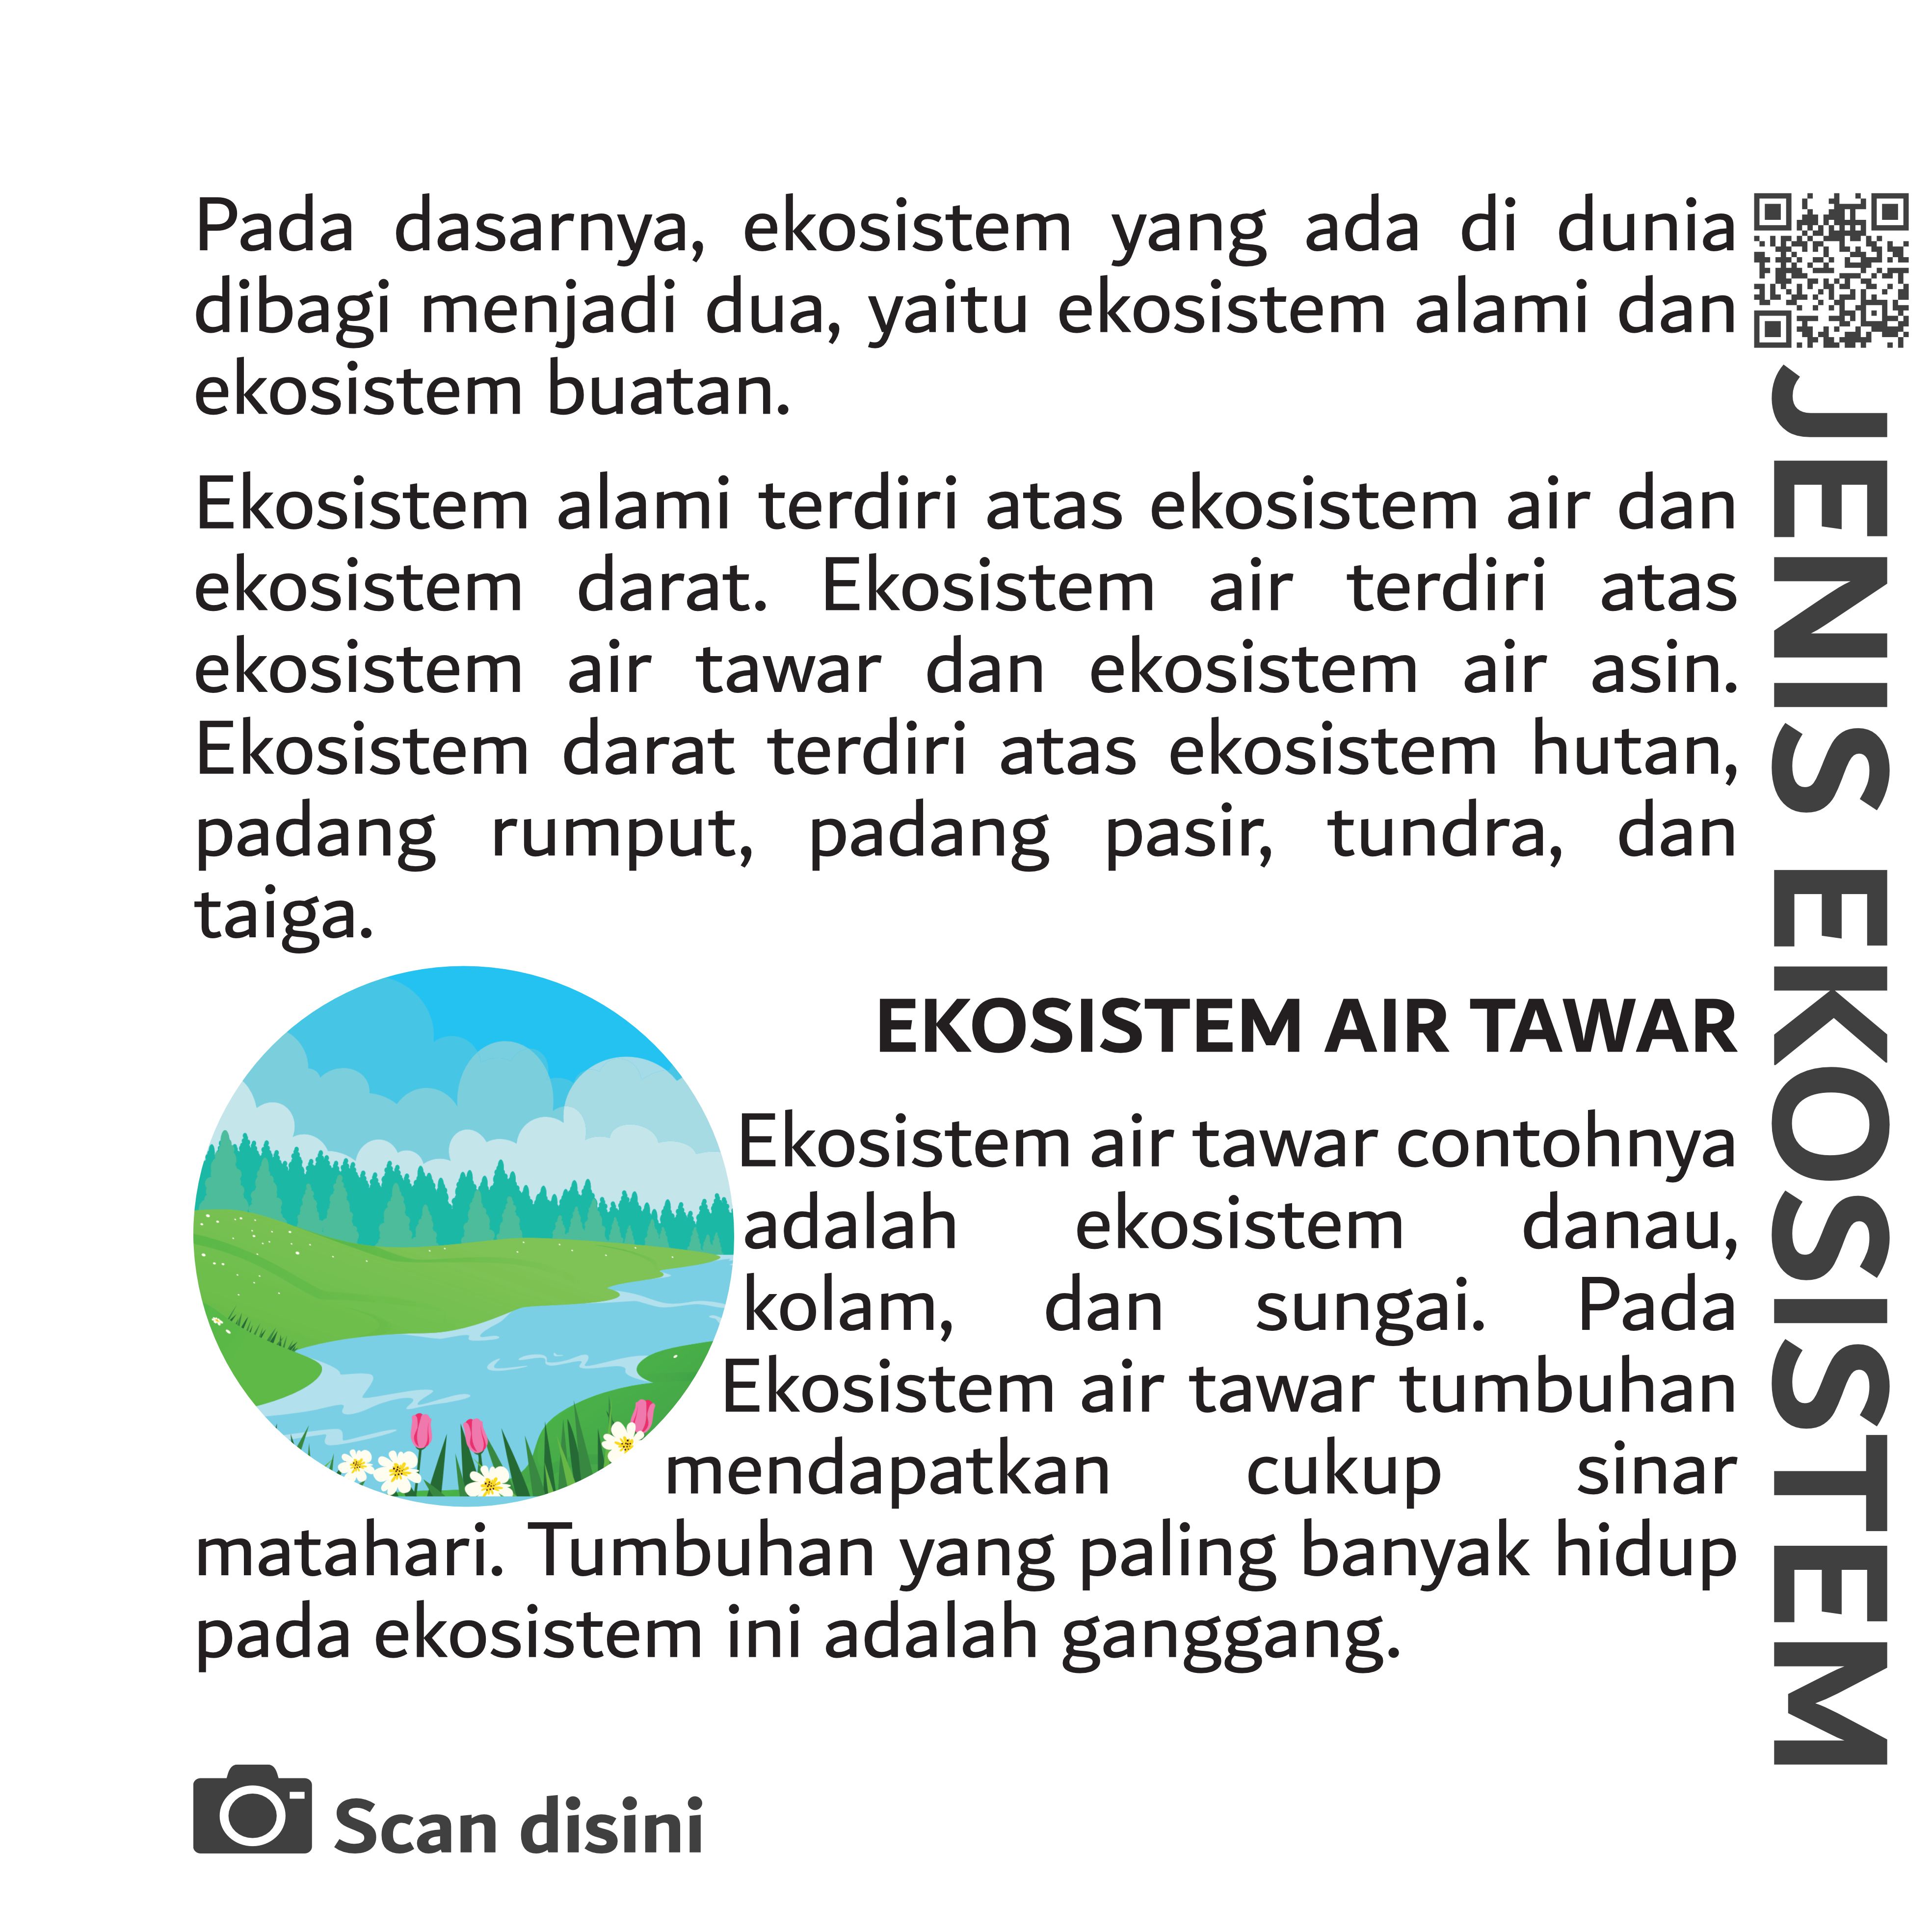 Pada dasarnya, ekosistem yang ada di dunia
dibagi menjadi dua, yaitu ekosistem alami dan
ekosistem buatan.
Ekosistem alami terdiri atas ekosistem air dan
ekosistem darat. Ekosistem air terdiri atas
ekosistem air tawar dan ekosistem air asin.
Ekosistem darat terdiri atas ekosistem hutan,
padang rumput, padang pasir, tundra, dan
taiga.
EKOSISTEM AIR TAWAR
Ekosistem air tawar contohnya
adalah ekosistem danau,
kolam, dan sungai. Pada
Ekosistem air tawar tumbuhan
mendapatkan cukup sinar
matahari. Tumbuhan yang paling banyak hidup
pada ekosistem ini adalah ganggang.
Scan disini
JENIS EKOSISTEM